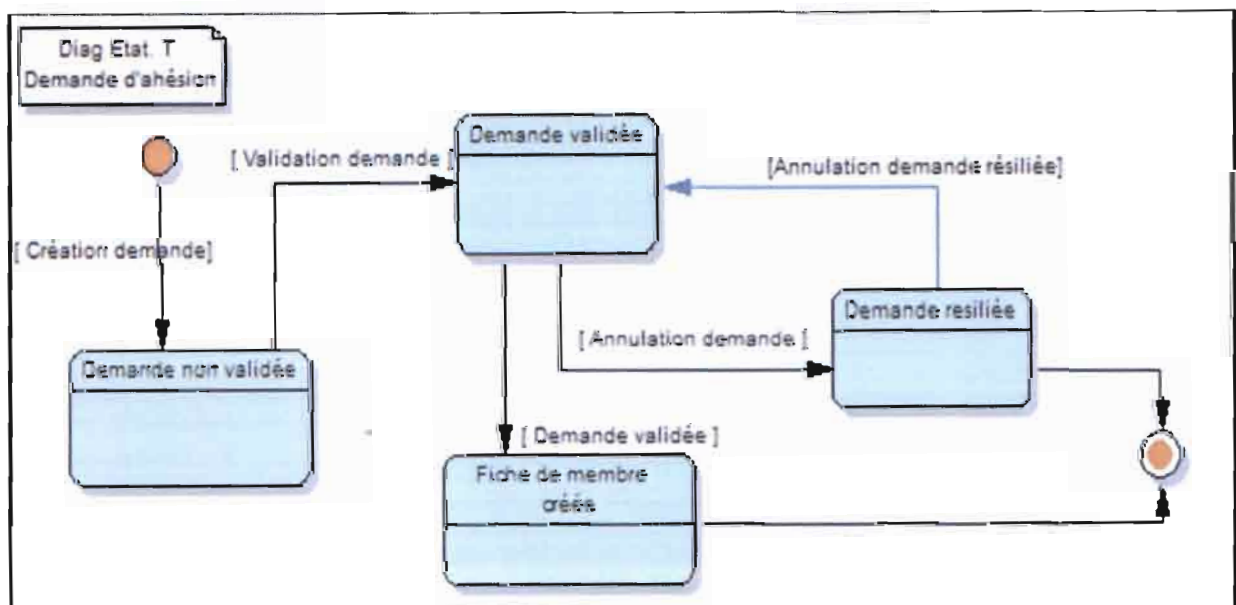 Diag Etat. T
Demande d'ahésion
[ Validation demande ]
Demande validée
[Annulation demande résiliée]
[ Création demande]
Demande resiliée
[ Annulation demande ]
Demande non validée
[ Demande validée ]
Fiche de membre
créée